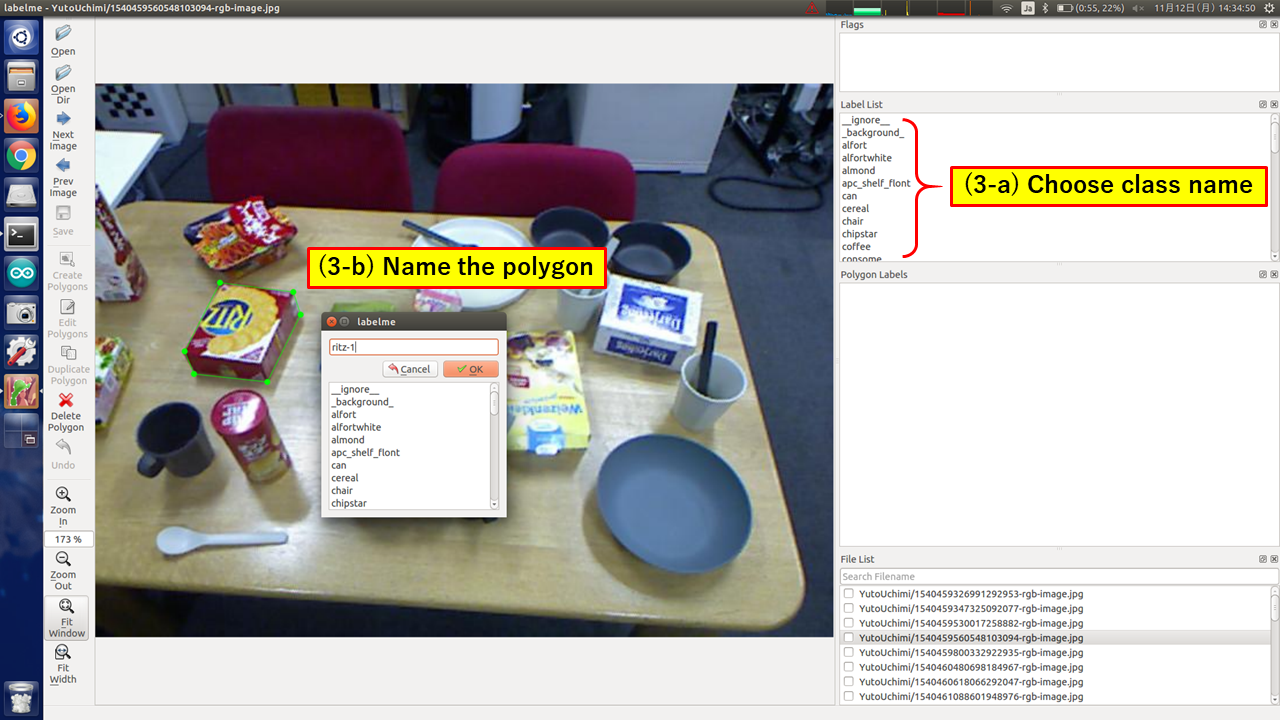 labelme - YutoUchimi/1540459560548103094-rgb-image.jpg
Ja
(0:55, 22%)
11月12日(月) 14:34:50
Open
Open
Dir
Next
Image
Prev
Image
Save
Create
Polygons
Edit
Polygons
Duplicate
Polygon
Delete
Polygon
Undo
Zoom
In
173 %
Zoom
Out
Fit
Window
Fit
Width
(3-b) Name the polygon
RITZ
labelme
ritz-1
Cancel
OK
__ignore__
_background_
alfort
alfortwhite
almond
apc_shelf_flont
can
cereal
chair
chipstar
Darjeeling
Darjeeling
Flags
Label List
__ignore__
_background_
alfort
alfortwhite
almond
apc_shelf_flont
can
cereal
chair
chipstar
coffee
consome
(3-a) Choose class name
Polygon Labels
File List
Search Filename
YutoUchimi/1540459326991292953-rgb-image.jpg
YutoUchimi/1540459347325092077-rgb-image.jpg
YutoUchimi/1540459530017258882-rgb-image.jpg
YutoUchimi/1540459560548103094-rgb-image.jpg
YutoUchimi/1540459800332922935-rgb-image.jpg
YutoUchimi/1540460480698184967-rgb-image.jpg
YutoUchimi/1540460618066292047-rgb-image.jpg
YutoUchimi/1540461088601948976-rgb-image.jpg